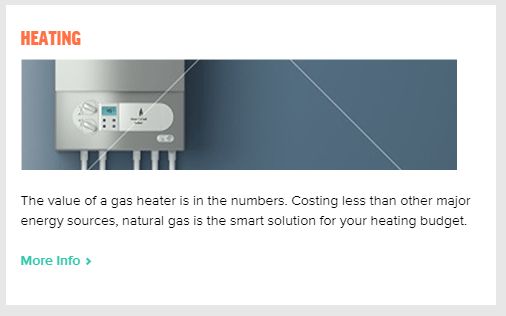 HEATING
The value of a gas heater is in the numbers. Costing less than other major
energy sources, natural gas is the smart solution for your heating budget.
More Info >